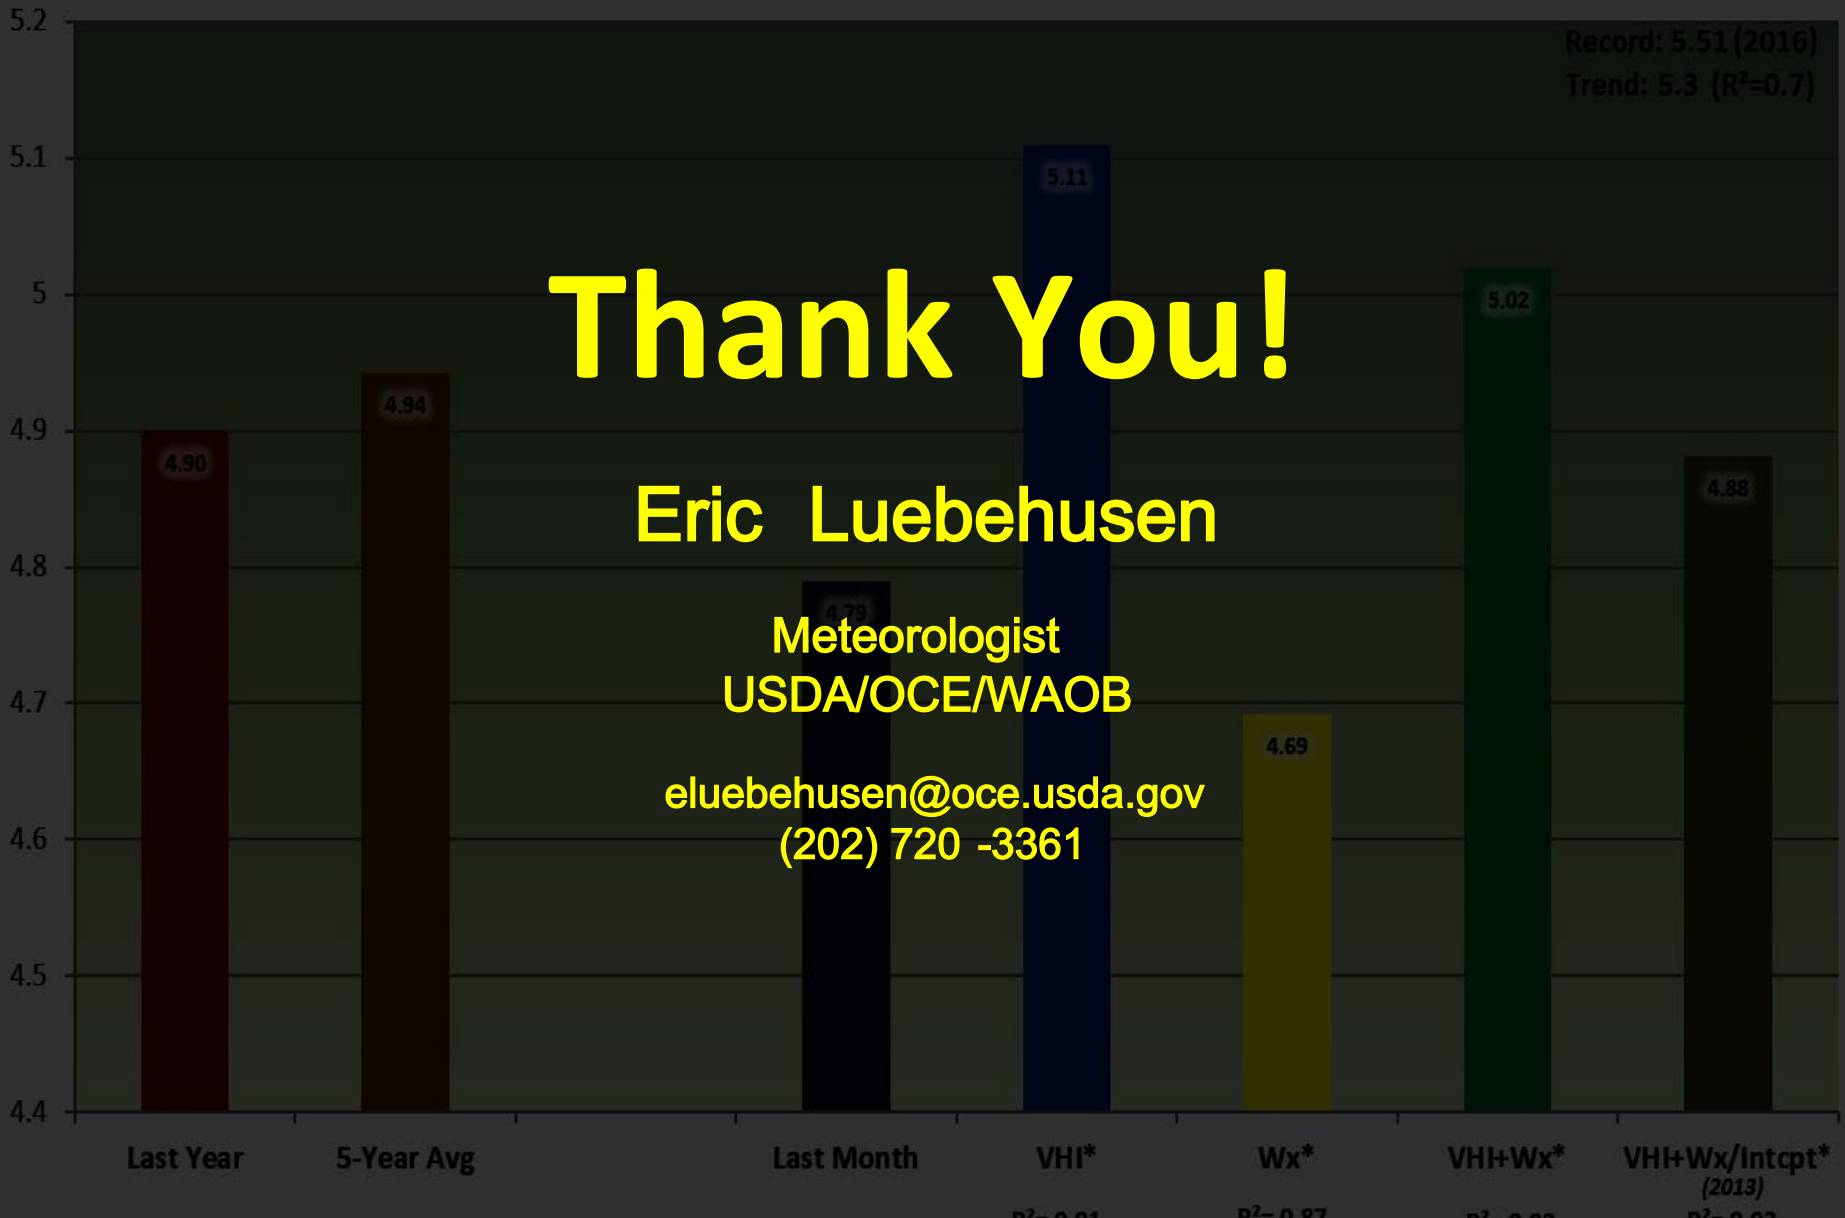 5.2
Record: 5.51 (2016)
Trend: 5.3 (R²=0.7)
5.1
5.11
5
5.02
Thank You!
4.94
4.9
4.90
4.88
Eric Luebehusen
4.8
4.79
Meteorologist
USDA/OCE/WAOB
4.7
4.69
eluebehusen@oce.usda.gov
(202) 720 -3361
4.6
4.5
4.4
Last Year 5-Year Avg Last Month VHI* Wx* VHI+Wx* VHI+Wx/Intcpt*
(2013)